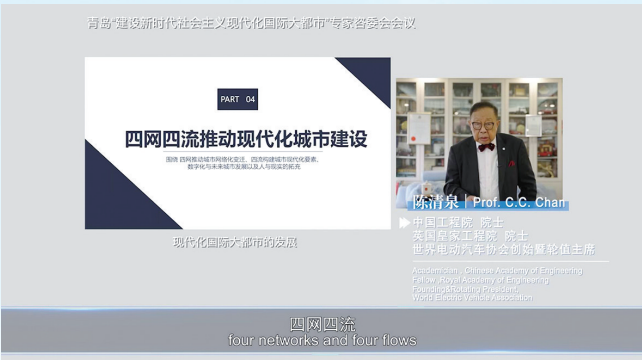 青岛“建设新时代社会主义现代化国际大都市”专家咨委会会议
PART 04
四网四流推动现代化城市建设
围绕 四网推动城市网络化变迁、四流构建城市现代化要素、
数字化与未来城市发展以及人与现实的拓充
现代化国际大都市的发展
陈清泉 | Prof. C.C. Chan
中国工程院 院士
英国皇家工程院 院士
世界电动汽车协会创始暨轮值主席
Academician , Chinese Academy of Engineering
Fellow ,Royal Academy of Engineering
Founding&Rotating President,
World Electric Vehicle Association
四网四流
four networks and four flows